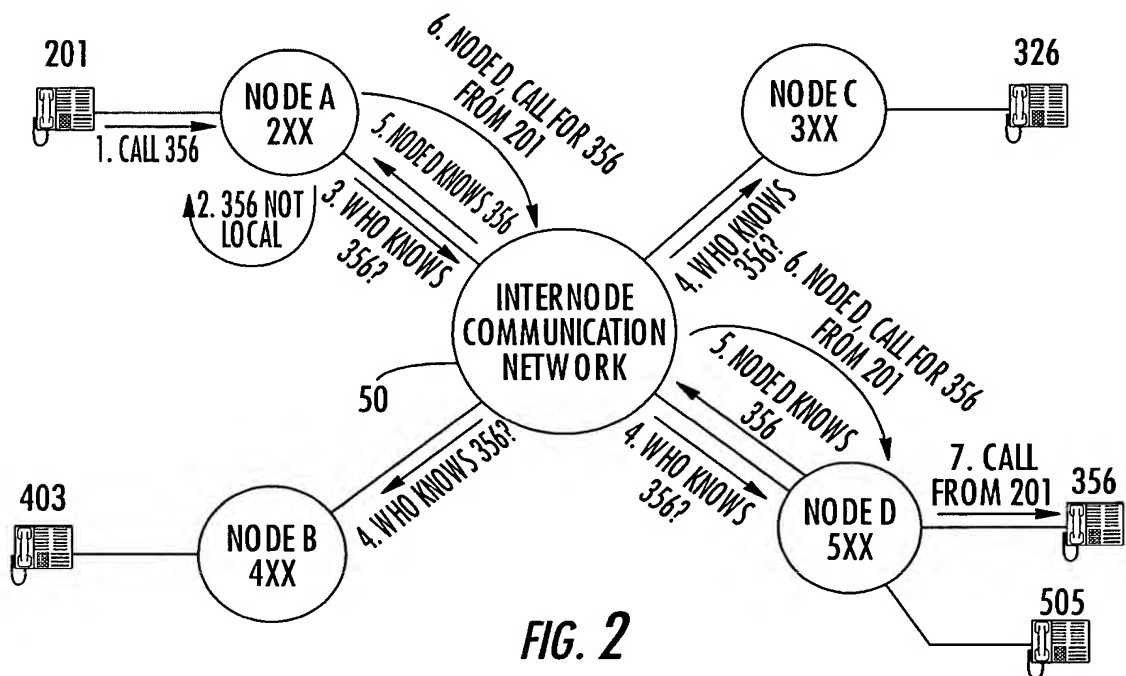 201
NODE A
2XX
1. CALL 356
2. 356 NOT
LOCAL
3. WHO KNOWS
356?
5. NODE D KNOWS 356
6. NODE D, CALL FOR 356
FROM 201
NODE C
3XX
326
4. WHO KNOWS
356?
INTERNODE
COMMUNICATION
NETWORK
50
6. NODE D, CALL FOR 356
FROM 201
5. NODE D KNOWS
356
4. WHO KNOWS 356?
4. WHO KNOWS
356?
403
NODE B
4XX
NODE D
5XX
7. CALL
FROM 201
356
505
FIG. 2